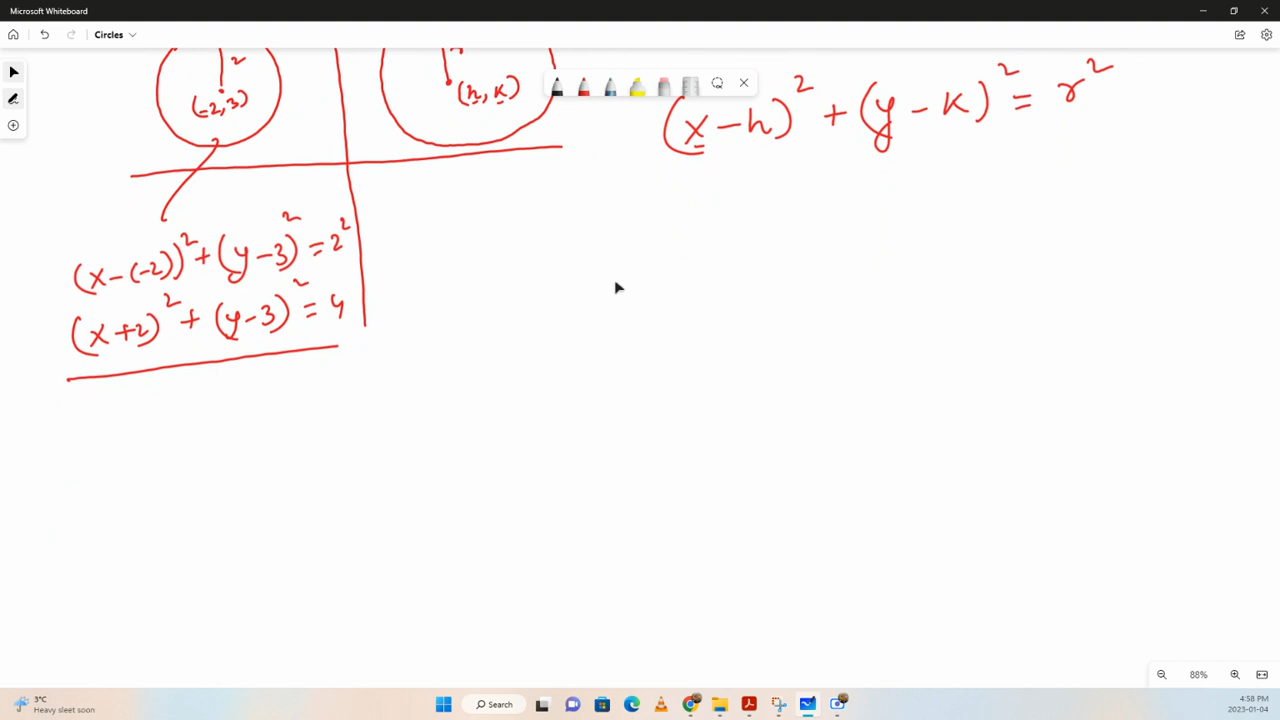 Microsoft Whiteboard
Circles
2
(-2,3)
(h,k)
(x-h)² + (y-k)² = r²
(x-(-2))² + (y-3)² = 2²
(x+2)² + (y-3)² = 4
88%
3°C
Heavy sleet soon
Search
4:58 PM
2023-01-04